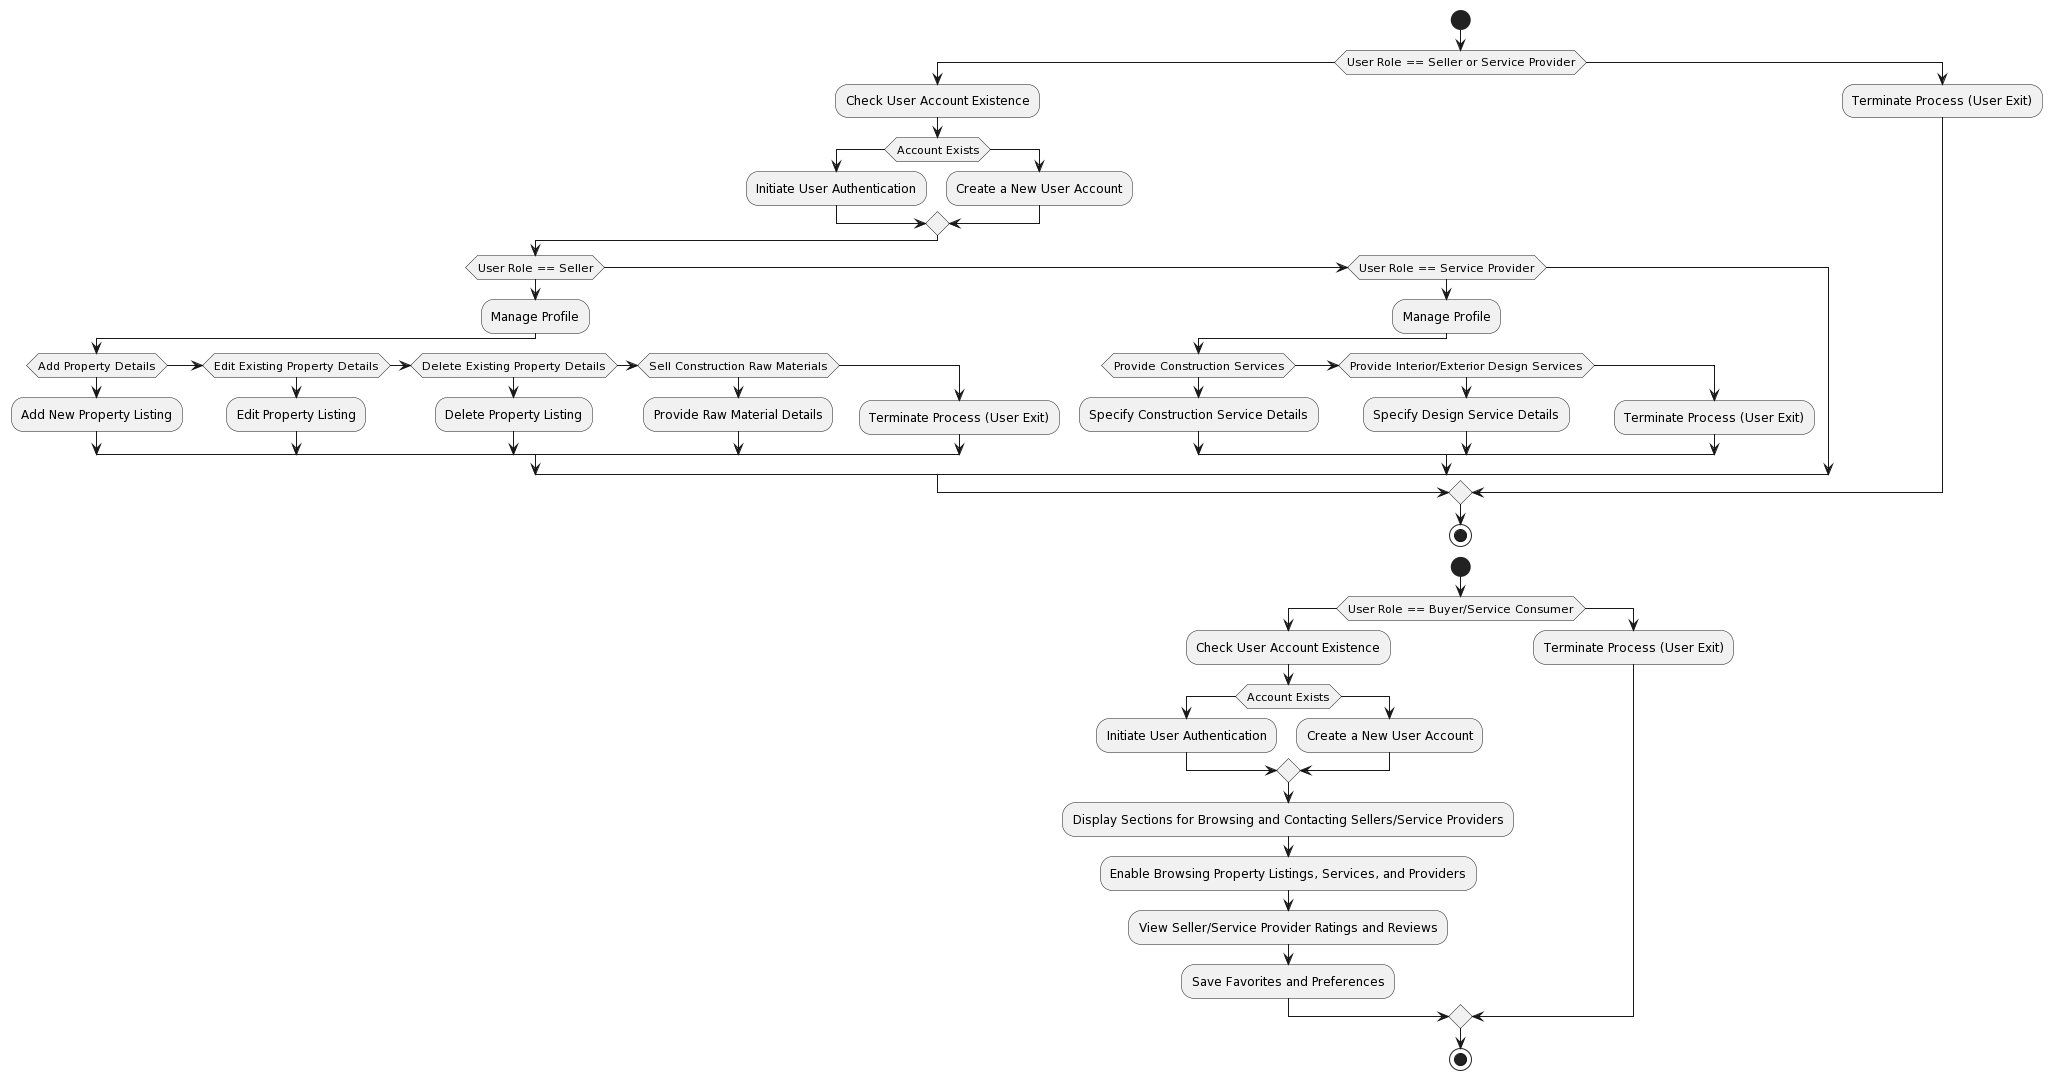 User Role == Seller or Service Provider
Check User Account Existence
Terminate Process (User Exit)
Account Exists
Initiate User Authentication
Create a New User Account
User Role == Seller
User Role == Service Provider
Manage Profile
Manage Profile
Add Property Details
Edit Existing Property Details
Delete Existing Property Details
Sell Construction Raw Materials
Provide Construction Services
Provide Interior/Exterior Design Services
Add New Property Listing
Edit Property Listing
Delete Property Listing
Provide Raw Material Details
Terminate Process (User Exit)
Specify Construction Service Details
Specify Design Service Details
Terminate Process (User Exit)
User Role == Buyer/Service Consumer
Check User Account Existence
Terminate Process (User Exit)
Account Exists
Initiate User Authentication
Create a New User Account
Display Sections for Browsing and Contacting Sellers/Service Providers
Enable Browsing Property Listings, Services, and Providers
View Seller/Service Provider Ratings and Reviews
Save Favorites and Preferences